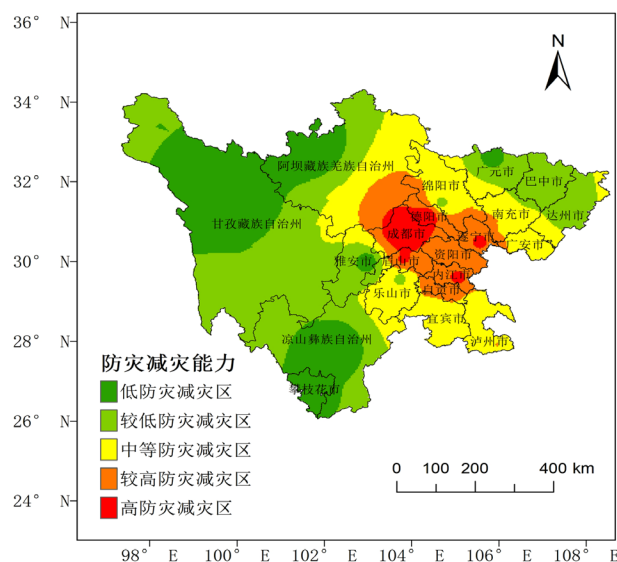 36° N
34° N
32° N
30° N
28° N
26° N
24° N
N
阿坝藏族羌族自治州
广元市
巴中市
绵阳市
甘孜藏族自治州
德阳市
南充市
达州市
成都市
遂宁市
广安市
雅安市
眉山市
资阳市
内江市
乐山市
自贡市
宜宾市
凉山彝族自治州
泸州市
攀枝花市
防灾减灾能力
低防灾减灾区
较低防灾减灾区
中等防灾减灾区
较高防灾减灾区
高防灾减灾区
0 100 200 400 km
98° E 100° E 102° E 104° E 106° E 108° E